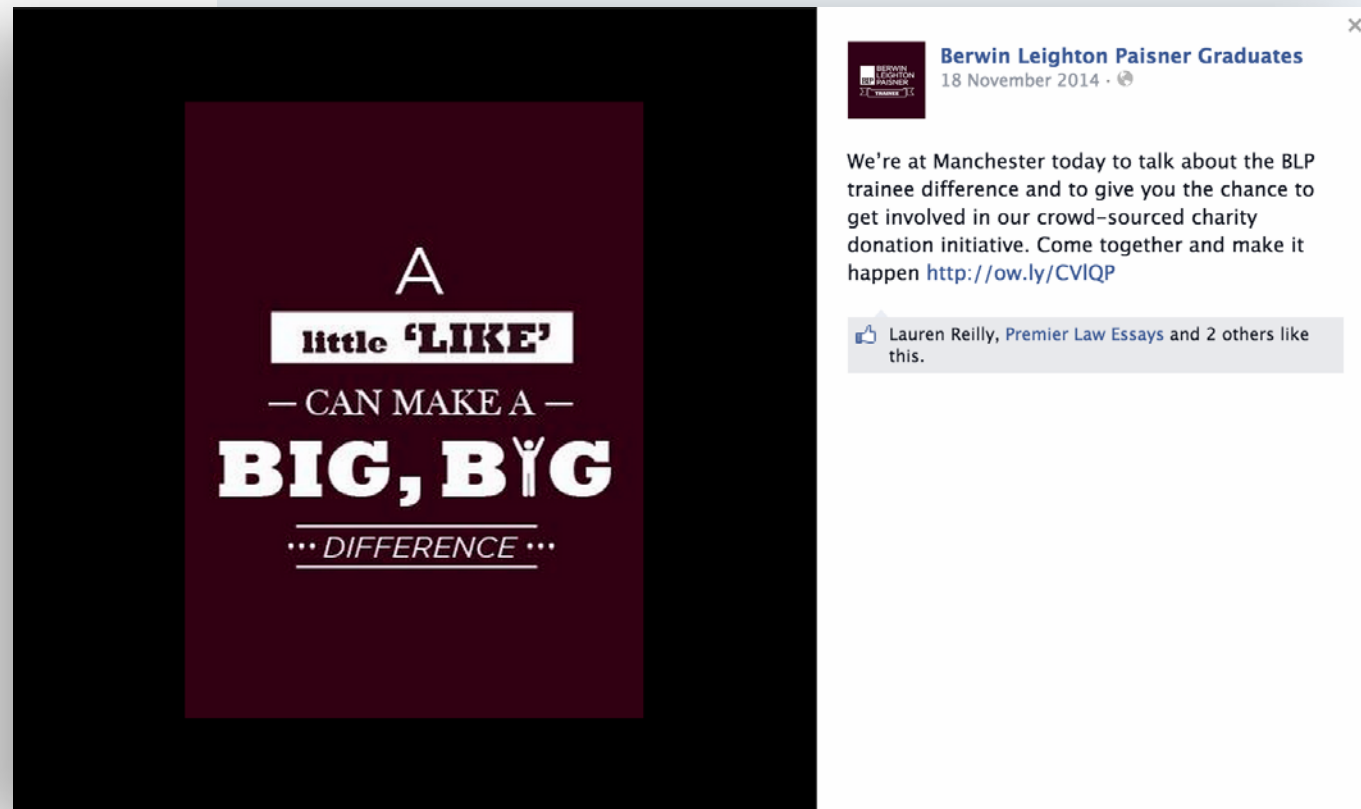 A
little ‘LIKE’
— CAN MAKE A —
BIG, BIG
••• DIFFERENCE •••
×
BERWIN
LEIGHTON
BLP PAISNER
TRAINEE
Berwin Leighton Paisner Graduates
18 November 2014 ·
We’re at Manchester today to talk about the BLP
trainee difference and to give you the chance to
get involved in our crowd-sourced charity
donation initiative. Come together and make it
happen http://ow.ly/CVlQP
Lauren Reilly, Premier Law Essays and 2 others like
this.